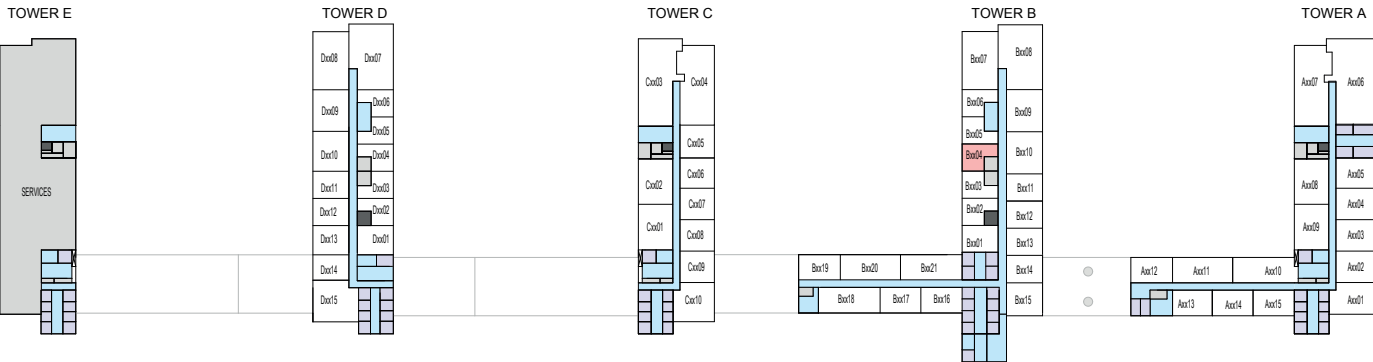 TOWER E
TOWER D
TOWER C
TOWER B
TOWER A
SERVICES
Dxx08
Dxx07
Dxx09
Dxx06
Dxx05
Dxx10
Dxx04
Dxx11
Dxx03
Dxx12
Dxx02
Dxx13
Dxx01
Dxx14
Dxx15
Cxx03
Cxx04
Cxx05
Cxx06
Cxx02
Cxx07
Cxx01
Cxx08
Cxx09
Cxx10
Bxx07
Bxx08
Bxx06
Bxx09
Bxx05
Bxx04
Bxx10
Bxx03
Bxx11
Bxx02
Bxx12
Bxx01
Bxx13
Bxx19
Bxx20
Bxx21
Bxx14
Bxx18
Bxx17
Bxx16
Bxx15
Axx07
Axx06
Axx05
Axx08
Axx04
Axx09
Axx03
Axx12
Axx11
Axx10
Axx02
Axx13
Axx14
Axx15
Axx01